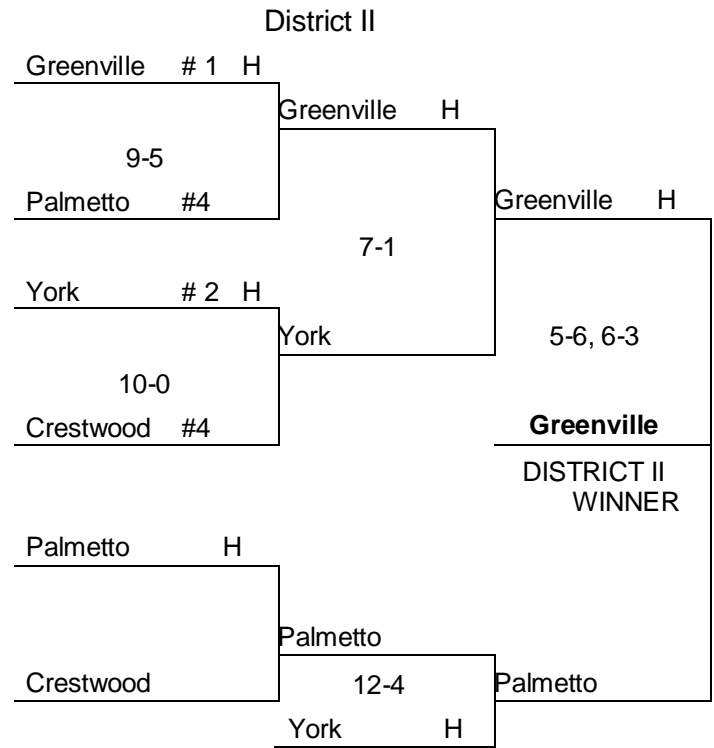 District II
Greenville # 1 H
Greenville H
9-5
Palmetto #4
Greenville H
7-1
York # 2 H
York
5-6, 6-3
10-0
Crestwood #4
Greenville
DISTRICT II
WINNER
Palmetto H
Palmetto
Crestwood
12-4
Palmetto
York H